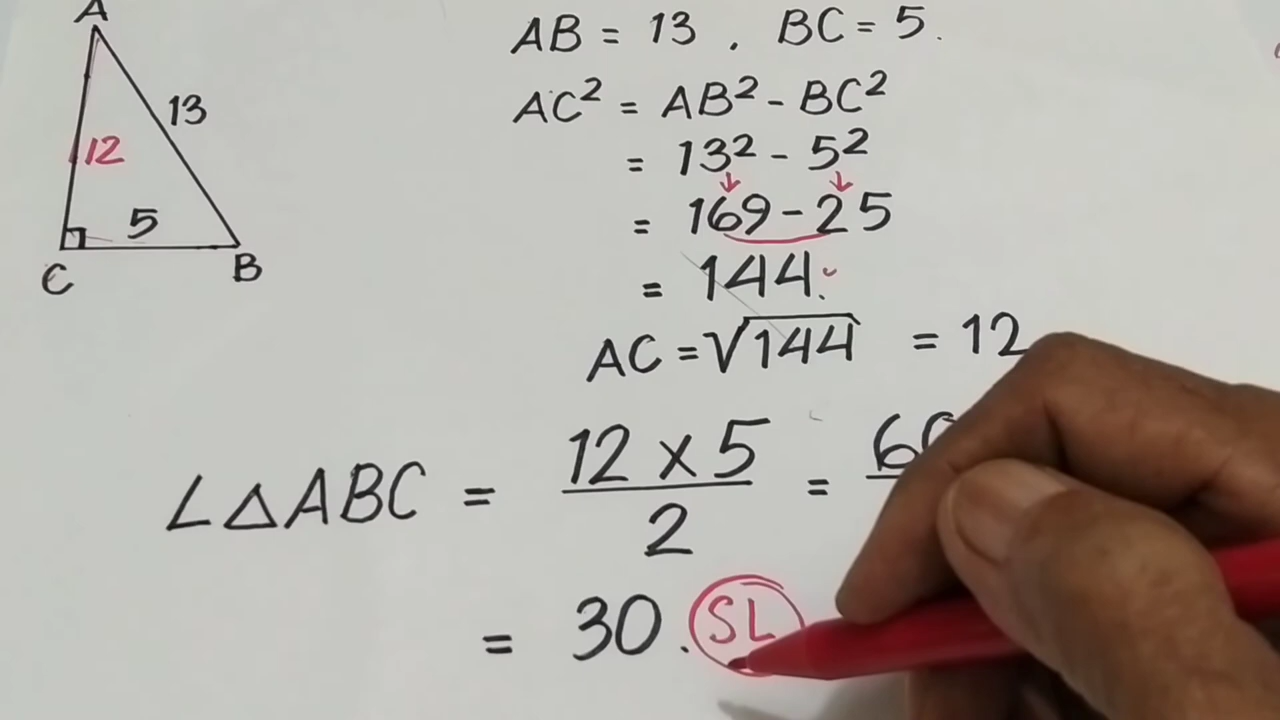 A
13
12
5
C
B
AB = 13 , BC = 5.
AC² = AB² - BC²
= 13² - 5²
= 169 - 25
= 144.
AC = √144 = 12
L△ABC = 12 x 5 / 2 =
= 30. SL